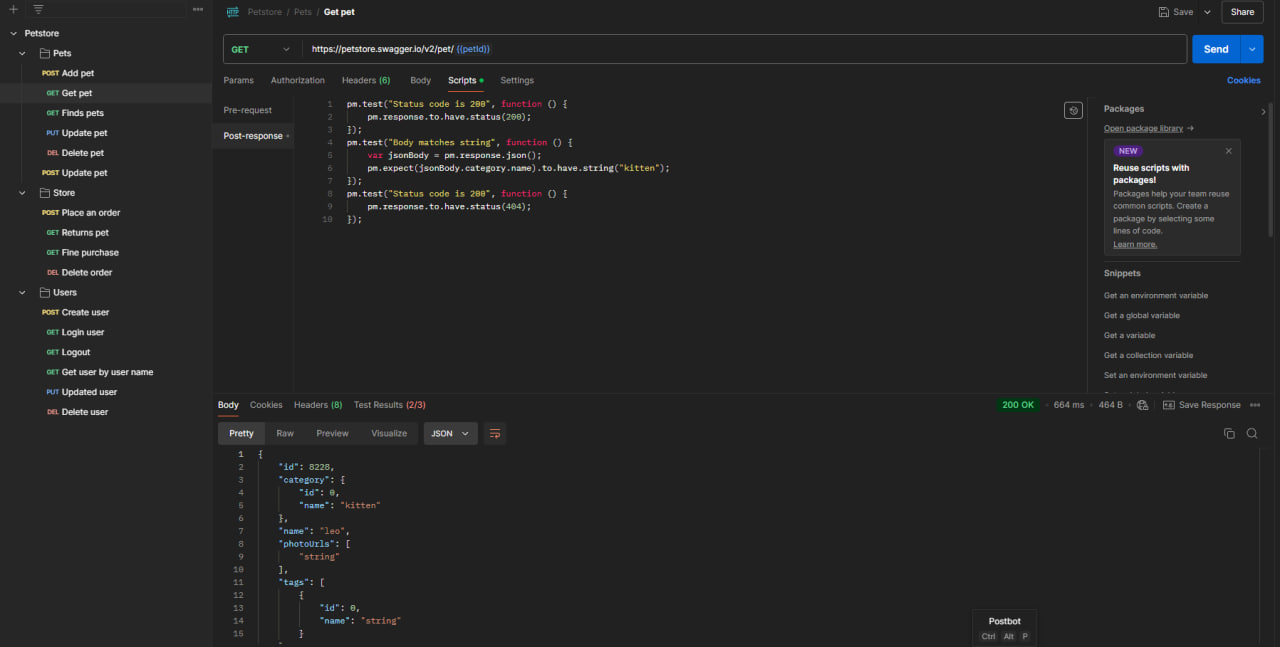 Petstore / Pets / Get pet
Save
Share
Petstore
Pets
POST Add pet
GET Get pet
GET Finds pets
PUT Update pet
DEL Delete pet
POST Update pet
Store
POST Place an order
GET Returns pet
GET Fine purchase
DEL Delete order
Users
POST Create user
GET Login user
GET Logout
GET Get user by user name
PUT Updated user
DEL Delete user
GET
https://petstore.swagger.io/v2/pet/ {{petId}}
Send
Params Authorization Headers (6) Body Scripts Settings
Cookies
Pre-request
Post-response
1 pm.test("Status code is 200", function () {
2 pm.response.to.have.status(200);
3 });
4 pm.test("Body matches string", function () {
5 var jsonBody = pm.response.json();
6 pm.expect(jsonBody.category.name).to.have.string("kitten");
7 });
8 pm.test("Status code is 200", function () {
9 pm.response.to.have.status(404);
10 });
Packages
Open package library →
NEW
Reuse scripts with
packages!
Packages help your team reuse
common scripts. Create a
package by selecting some
lines of code.
Learn more.
Snippets
Get an environment variable
Get a global variable
Get a variable
Get a collection variable
Set an environment variable
Body Cookies Headers (8) Test Results (2/3)
200 OK • 664 ms • 464 B
Save Response
Pretty Raw Preview Visualize JSON
1 {
2 "id": 8228,
3 "category": {
4 "id": 0,
5 "name": "kitten"
6 },
7 "name": "leo",
8 "photoUrls": [
9 "string"
10 ],
11 "tags": [
12 {
13 "id": 0,
14 "name": "string"
15 }
Postbot
Ctrl Alt P